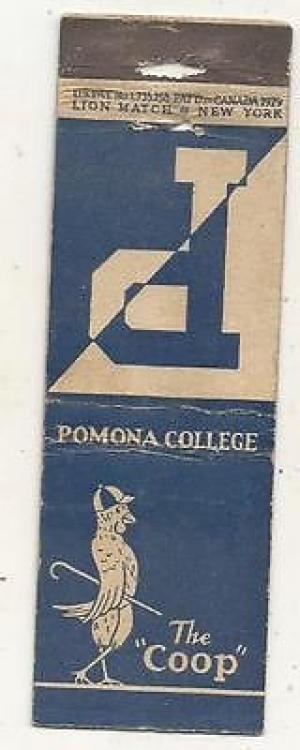 LION MATCH © NEW YORK
P
POMONA COLLEGE
The
"Coop"